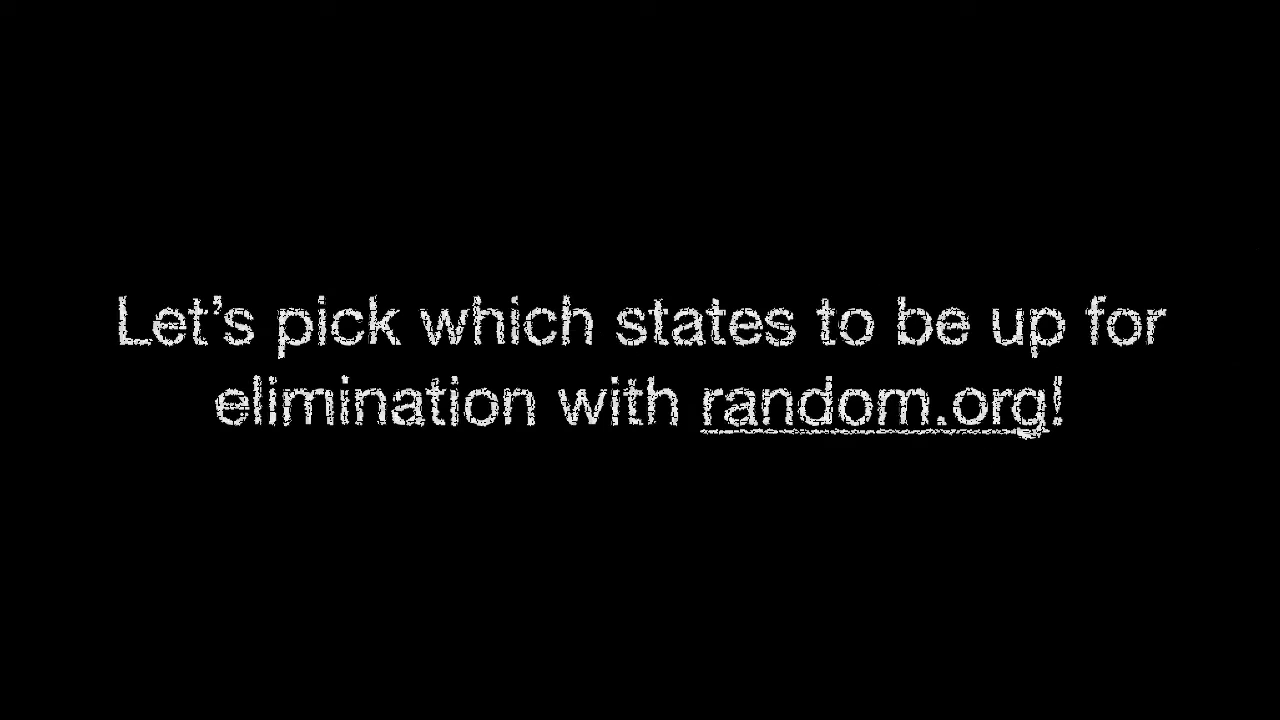 Let’s pick which states to be up for
elimination with random.org!